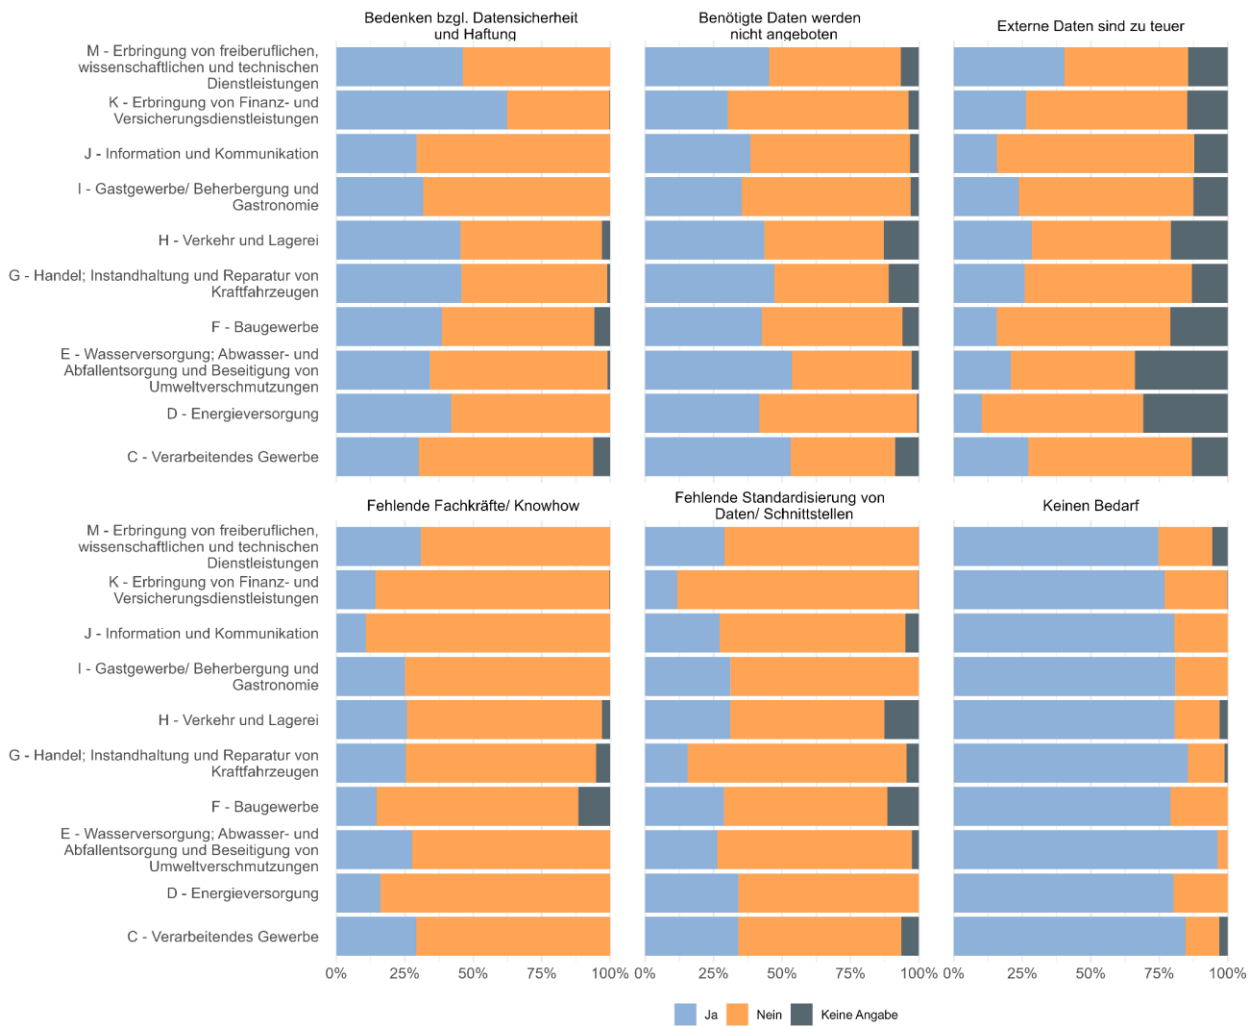 Bedenken bzgl. Datensicherheit
und Haftung
Benötigte Daten werden
nicht angeboten
Externe Daten sind zu teuer
M - Erbringung von freiberuflichen,
wissenschaftlichen und technischen
Dienstleistungen
K - Erbringung von Finanz- und
Versicherungsdienstleistungen
J - Information und Kommunikation
I - Gastgewerbe/ Beherbergung und
Gastronomie
H - Verkehr und Lagerei
G - Handel; Instandhaltung und Reparatur von
Kraftfahrzeugen
F - Baugewerbe
E - Wasserversorgung; Abwasser- und
Abfallentsorgung und Beseitigung von
Umweltverschmutzungen
D - Energieversorgung
C - Verarbeitendes Gewerbe
Fehlende Fachkräfte/ Knowhow
Fehlende Standardisierung von
Daten/ Schnittstellen
Keinen Bedarf
M - Erbringung von freiberuflichen,
wissenschaftlichen und technischen
Dienstleistungen
K - Erbringung von Finanz- und
Versicherungsdienstleistungen
J - Information und Kommunikation
I - Gastgewerbe/ Beherbergung und
Gastronomie
H - Verkehr und Lagerei
G - Handel; Instandhaltung und Reparatur von
Kraftfahrzeugen
F - Baugewerbe
E - Wasserversorgung; Abwasser- und
Abfallentsorgung und Beseitigung von
Umweltverschmutzungen
D - Energieversorgung
C - Verarbeitendes Gewerbe
0% 25% 50% 75% 100% 0% 25% 50% 75% 100% 0% 25% 50% 75% 100%
Ja Nein Keine Angabe